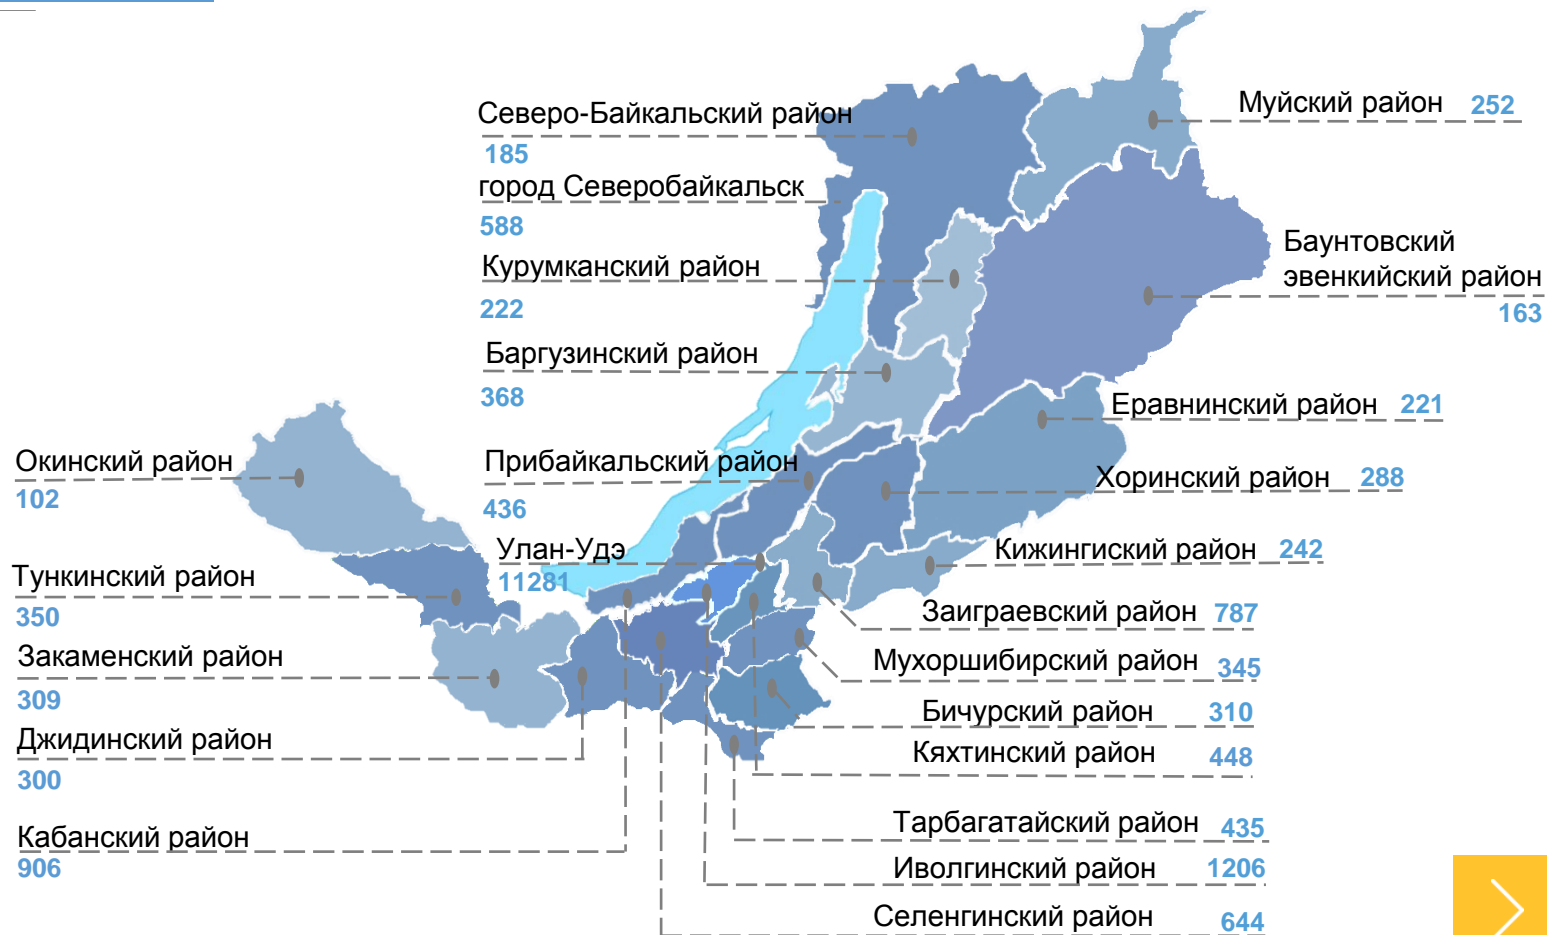 Северо-Байкальский район
185
город Северобайкальск
588
Курумканский район
222
Баргузинский район
368
Прибайкальский район
436
Улан-Удэ
11281
Муйский район 252
Баунтовский
эвенкийский район
163
Еравнинский район 221
Хоринский район 288
Кижингиский район 242
Заиграевский район 787
Мухоршибирский район 345
Бичурский район 310
Кяхтинский район 448
Тарбагатайский район 435
Иволгинский район 1206
Селенгинский район 644
Окинский район
102
Тункинский район
350
Закаменский район
309
Джидинский район
300
Кабанский район
906